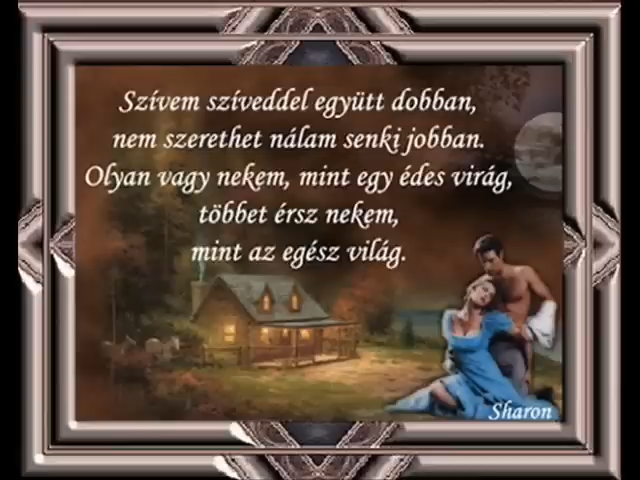 Szívem szíveddel együtt dobban,
nem szerethet nálam senki jobban.
Olyan vagy nekem, mint egy édes virág,
többet érsz nekem,
mint az egész világ.
Sharon